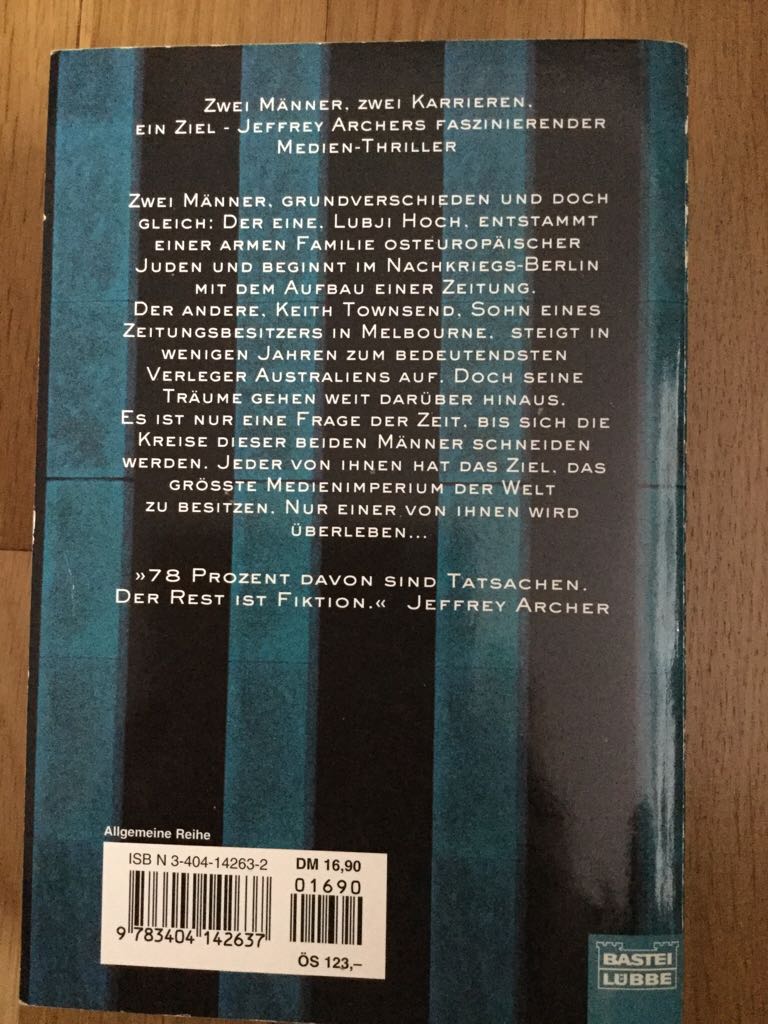 ZWEI MÄNNER, ZWEI KARRIEREN,
EIN ZIEL - JEFFREY ARCHERS FASZINIERENDER
MEDIEN-THRILLER
ZWEI MÄNNER, GRUNDVERSCHIEDEN UND DOCH
GLEICH: DER EINE, LUBJI HOCH, ENTSTAMMT
EINER ARMEN FAMILIE OSTEUROPÄISCHER
JUDEN UND BEGINNT IM NACHKRIEGS-BERLIN
MIT DEM AUFBAU EINER ZEITUNG.
DER ANDERE, KEITH TOWNSEND, SOHN EINES
ZEITUNGSBESITZERS IN MELBOURNE, STEIGT IN
WENIGEN JAHREN ZUM BEDEUTENDSTEN
VERLEGER AUSTRALIENS AUF. DOCH SEINE
TRÄUME GEHEN WEIT DARÜBER HINAUS.
ES IST NUR EINE FRAGE DER ZEIT, BIS SICH DIE
KREISE DIESER BEIDEN MÄNNER SCHNEIDEN
WERDEN. JEDER VON IHNEN HAT DAS ZIEL, DAS
GRÖSSTE MEDIENIMPERIUM DER WELT
ZU BESITZEN. NUR EINER VON IHNEN WIRD
ÜBERLEBEN...
»78 PROZENT DAVON SIND TATSACHEN.
DER REST IST FIKTION.« JEFFREY ARCHER
Allgemeine Reihe
ISBN 3-404-14263-2 DM 16,90
01690
9 783404 142637
ÖS 123,–
BASTEI
LÜBBE